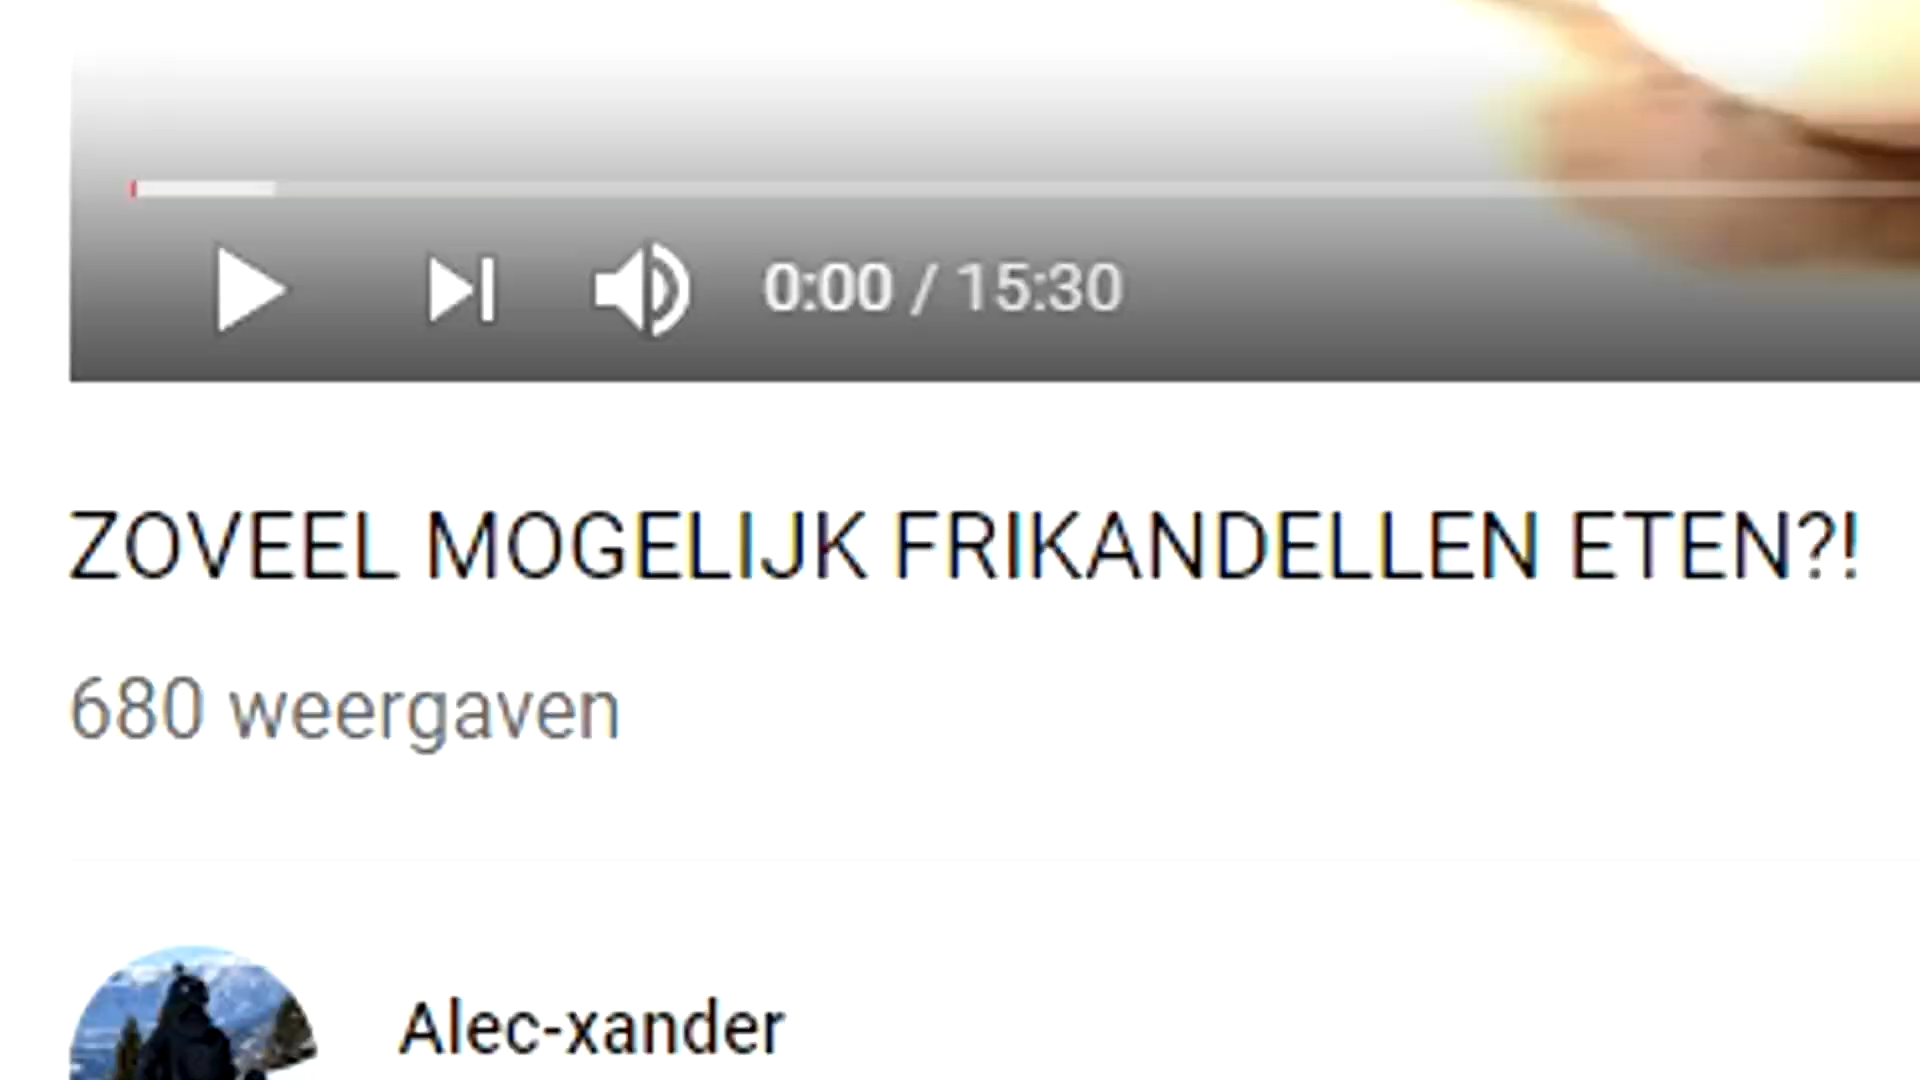 0:00 / 15:30
ZOVEEL MOGELIJK FRIKANDELLEN ETEN?!
680 weergaven
Alec-xander